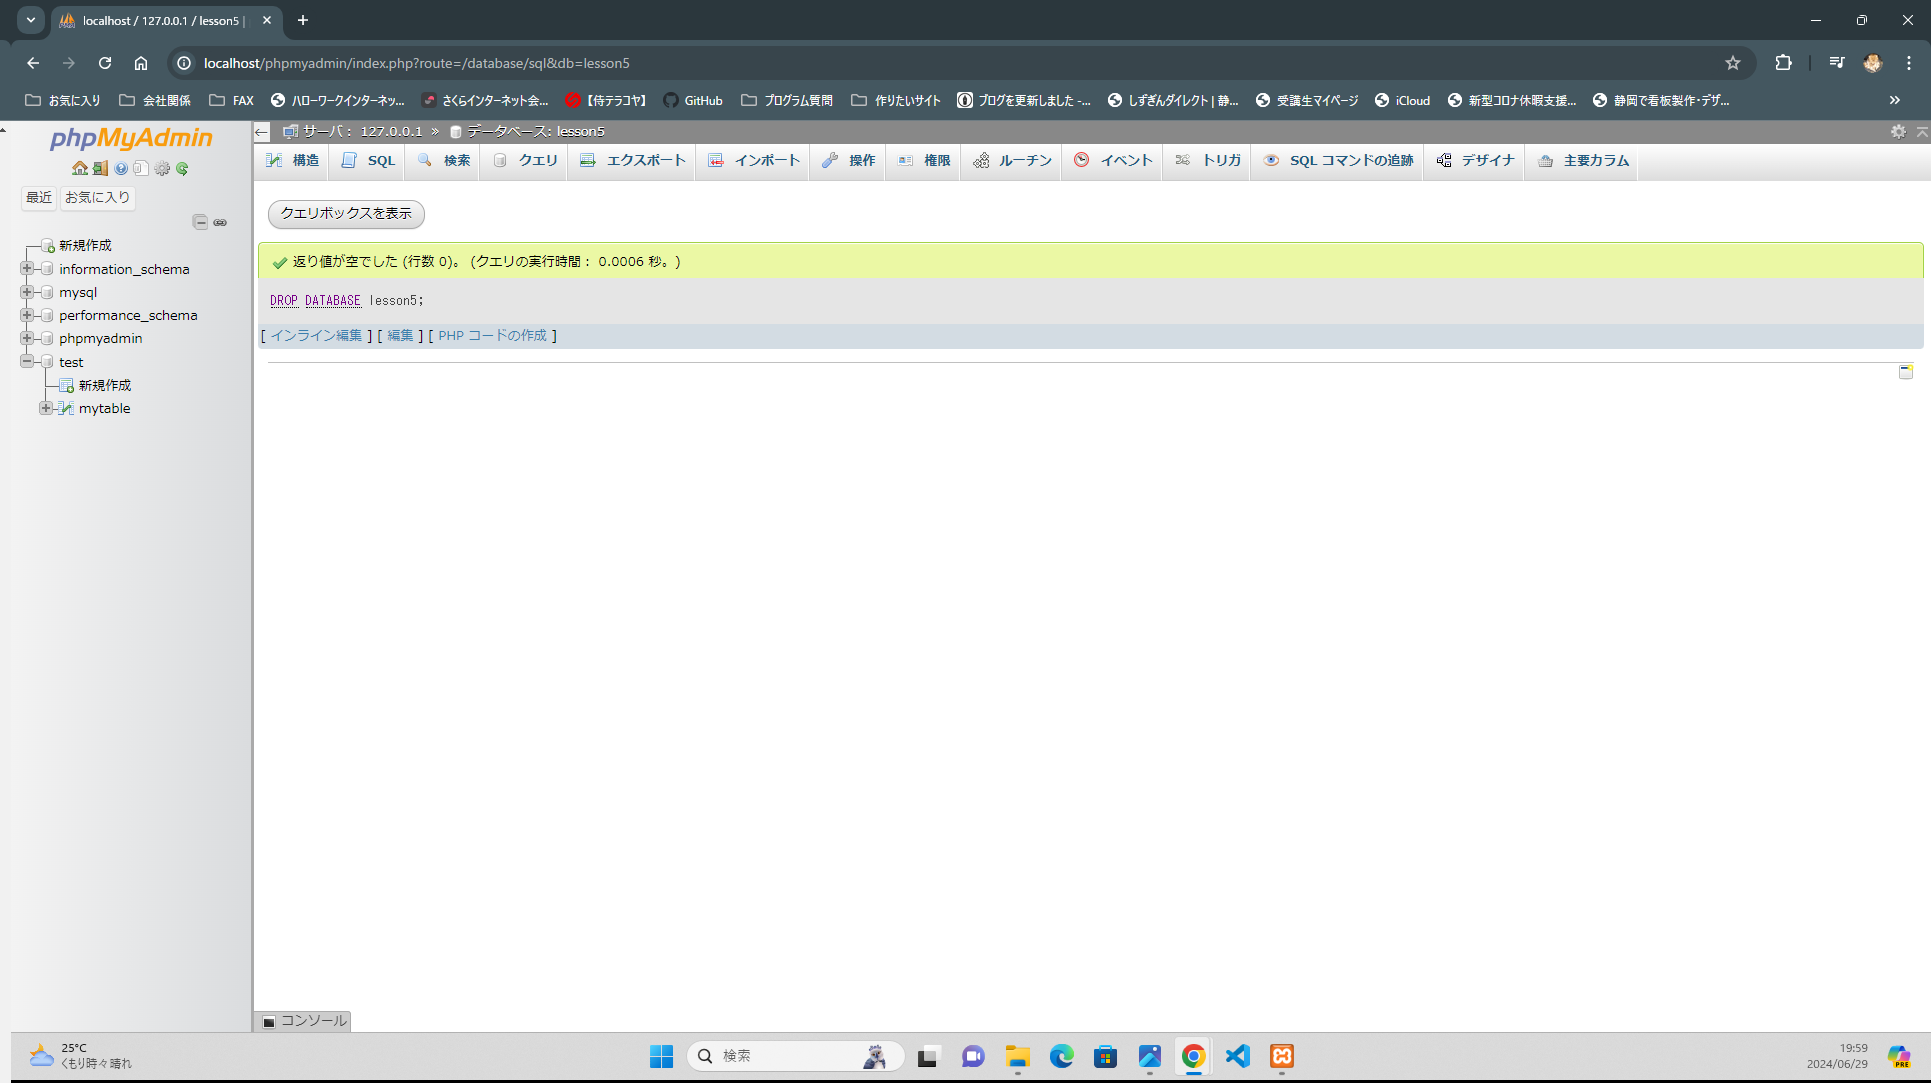 localhost / 127.0.0.1 / lesson5 |
localhost/phpmyadmin/index.php?route=/database/sql&db=lesson5
お気に入り 会社関係 FAX ハローワークインターネッ... さくらインターネット会... 【侍テラコヤ】 GitHub プログラム質問 作りたいサイト ブログを更新しました -... しずぎんダイレクト | 静... 受講生マイページ iCloud 新型コロナ休暇支援... 静岡で看板製作・デザ...
phpMyAdmin
サーバ : 127.0.0.1 » データベース: lesson5
構造 SQL 検索 クエリ エクスポート インポート 操作 権限 ルーチン イベント トリガ SQL コマンドの追跡 デザイナ 主要カラム
最近 お気に入り
新規作成
information_schema
mysql
performance_schema
phpmyadmin
test
新規作成
mytable
クエリボックスを表示
返り値が空でした (行数 0)。 (クエリの実行時間 : 0.0006 秒。)
DROP DATABASE lesson5;
[ インライン編集 ] [ 編集 ] [ PHP コードの作成 ]
コンソール
25°C
くもり時々晴れ
検索
19:59
2024/06/29
PRE